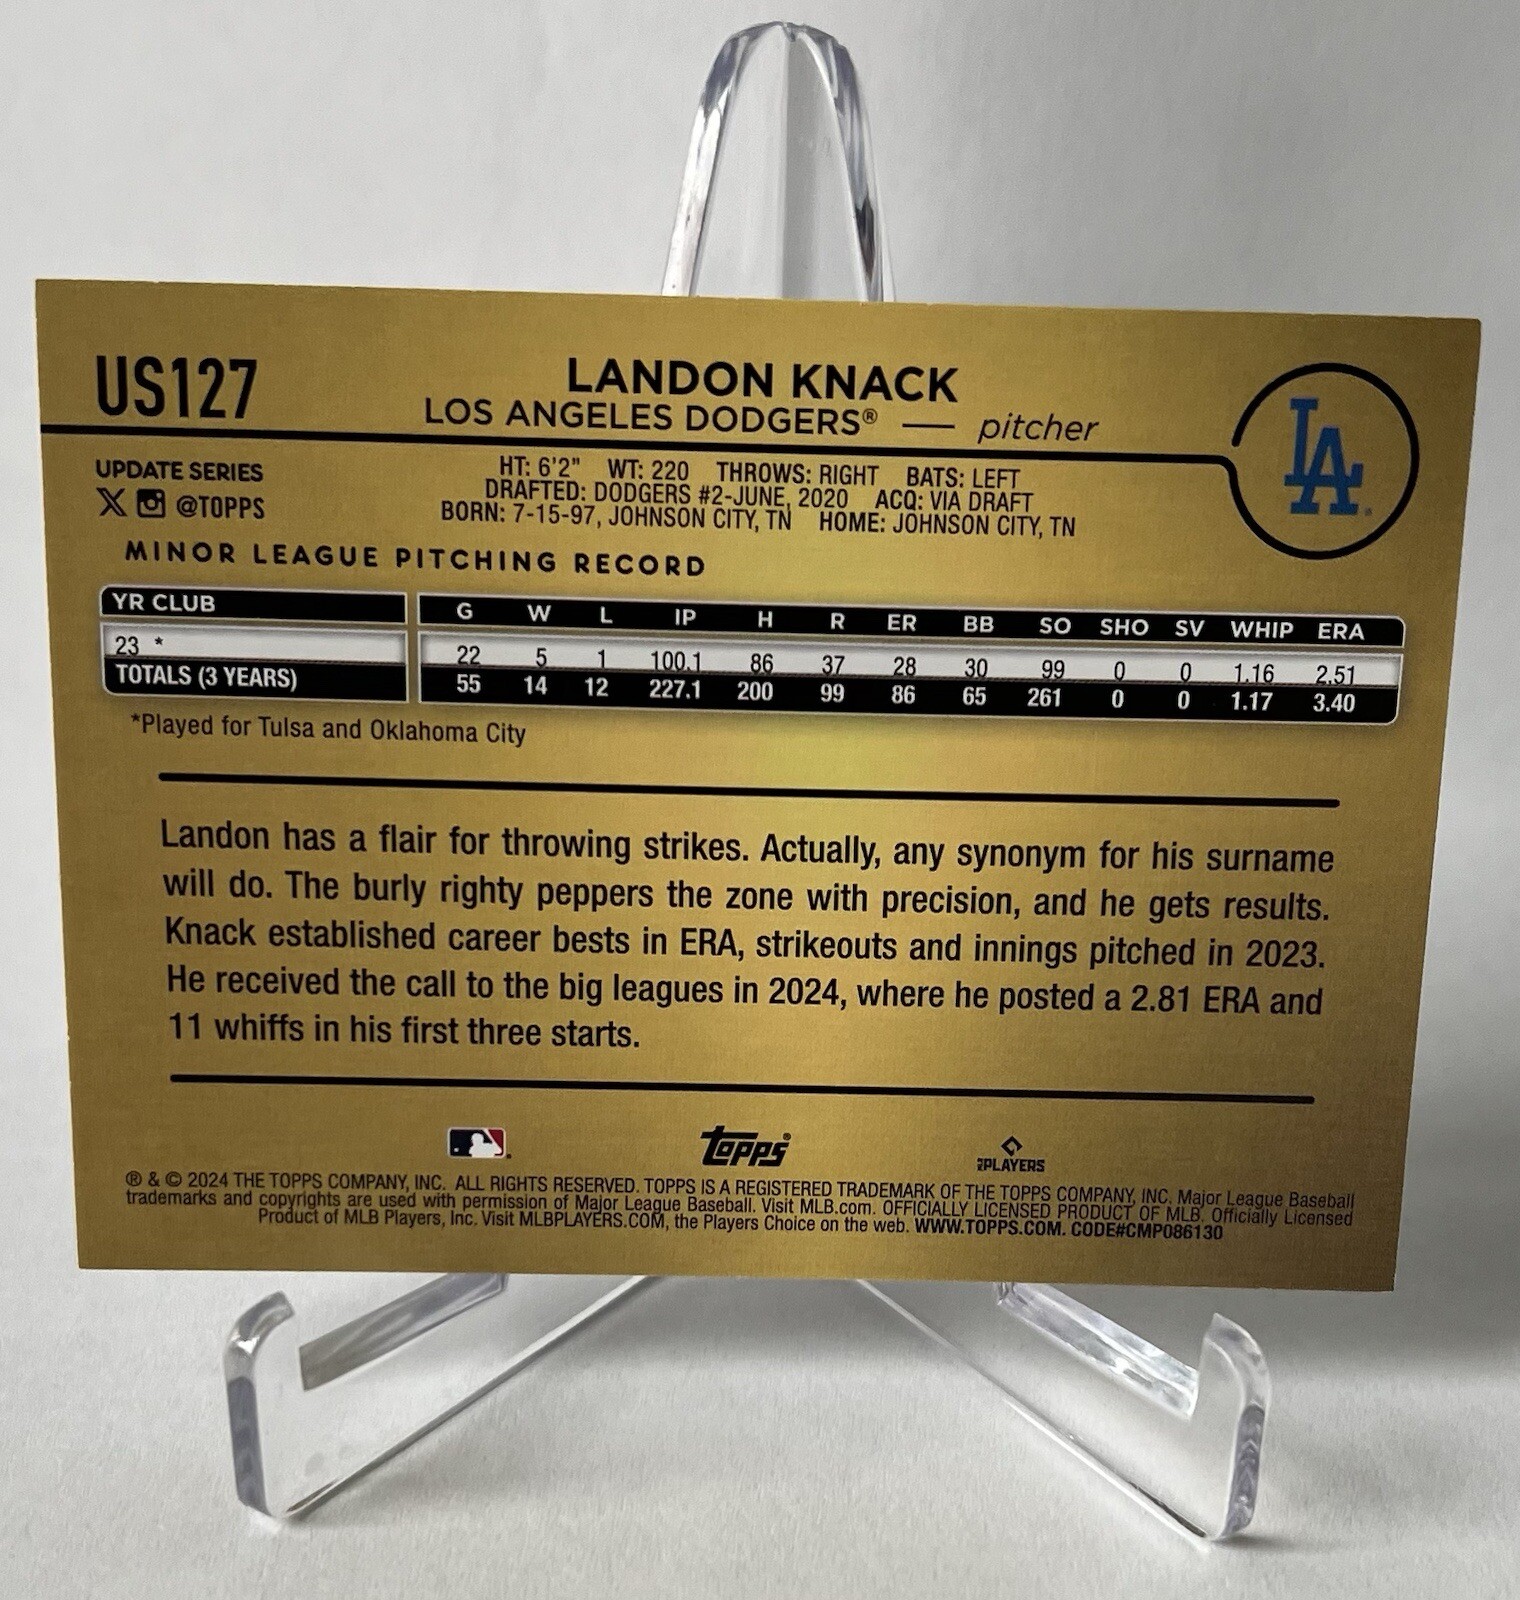 US127
LANDON KNACK
LOS ANGELES DODGERS® — pitcher
LA
UPDATE SERIES
X @TOPPS
HT: 6'2" WT: 220 THROWS: RIGHT BATS: LEFT
DRAFTED: DODGERS #2-JUNE, 2020 ACQ: VIA DRAFT
BORN: 7-15-97, JOHNSON CITY, TN HOME: JOHNSON CITY, TN
MINOR LEAGUE PITCHING RECORD
YR CLUB G W L IP H R ER BB SO SHO SV WHIP ERA
23 * 22 5 1 100.1 86 37 28 30 99 0 0 1.16 2.51
TOTALS (3 YEARS) 55 14 12 227.1 200 99 86 65 261 0 0 1.17 3.40
*Played for Tulsa and Oklahoma City
Landon has a flair for throwing strikes. Actually, any synonym for his surname
will do. The burly righty peppers the zone with precision, and he gets results.
Knack established career bests in ERA, strikeouts and innings pitched in 2023.
He received the call to the big leagues in 2024, where he posted a 2.81 ERA and
11 whiffs in his first three starts.
topps®
PLAYERS
® & © 2024 THE TOPPS COMPANY, INC. ALL RIGHTS RESERVED. TOPPS IS A REGISTERED TRADEMARK OF THE TOPPS COMPANY, INC. Major League Baseball
trademarks and copyrights are used with permission of Major League Baseball. Visit MLB.com. OFFICIALLY LICENSED PRODUCT OF MLB. Officially Licensed
Product of MLB Players, Inc. Visit MLBPLAYERS.COM, the Players Choice on the web. WWW.TOPPS.COM. CODE#CMP086130